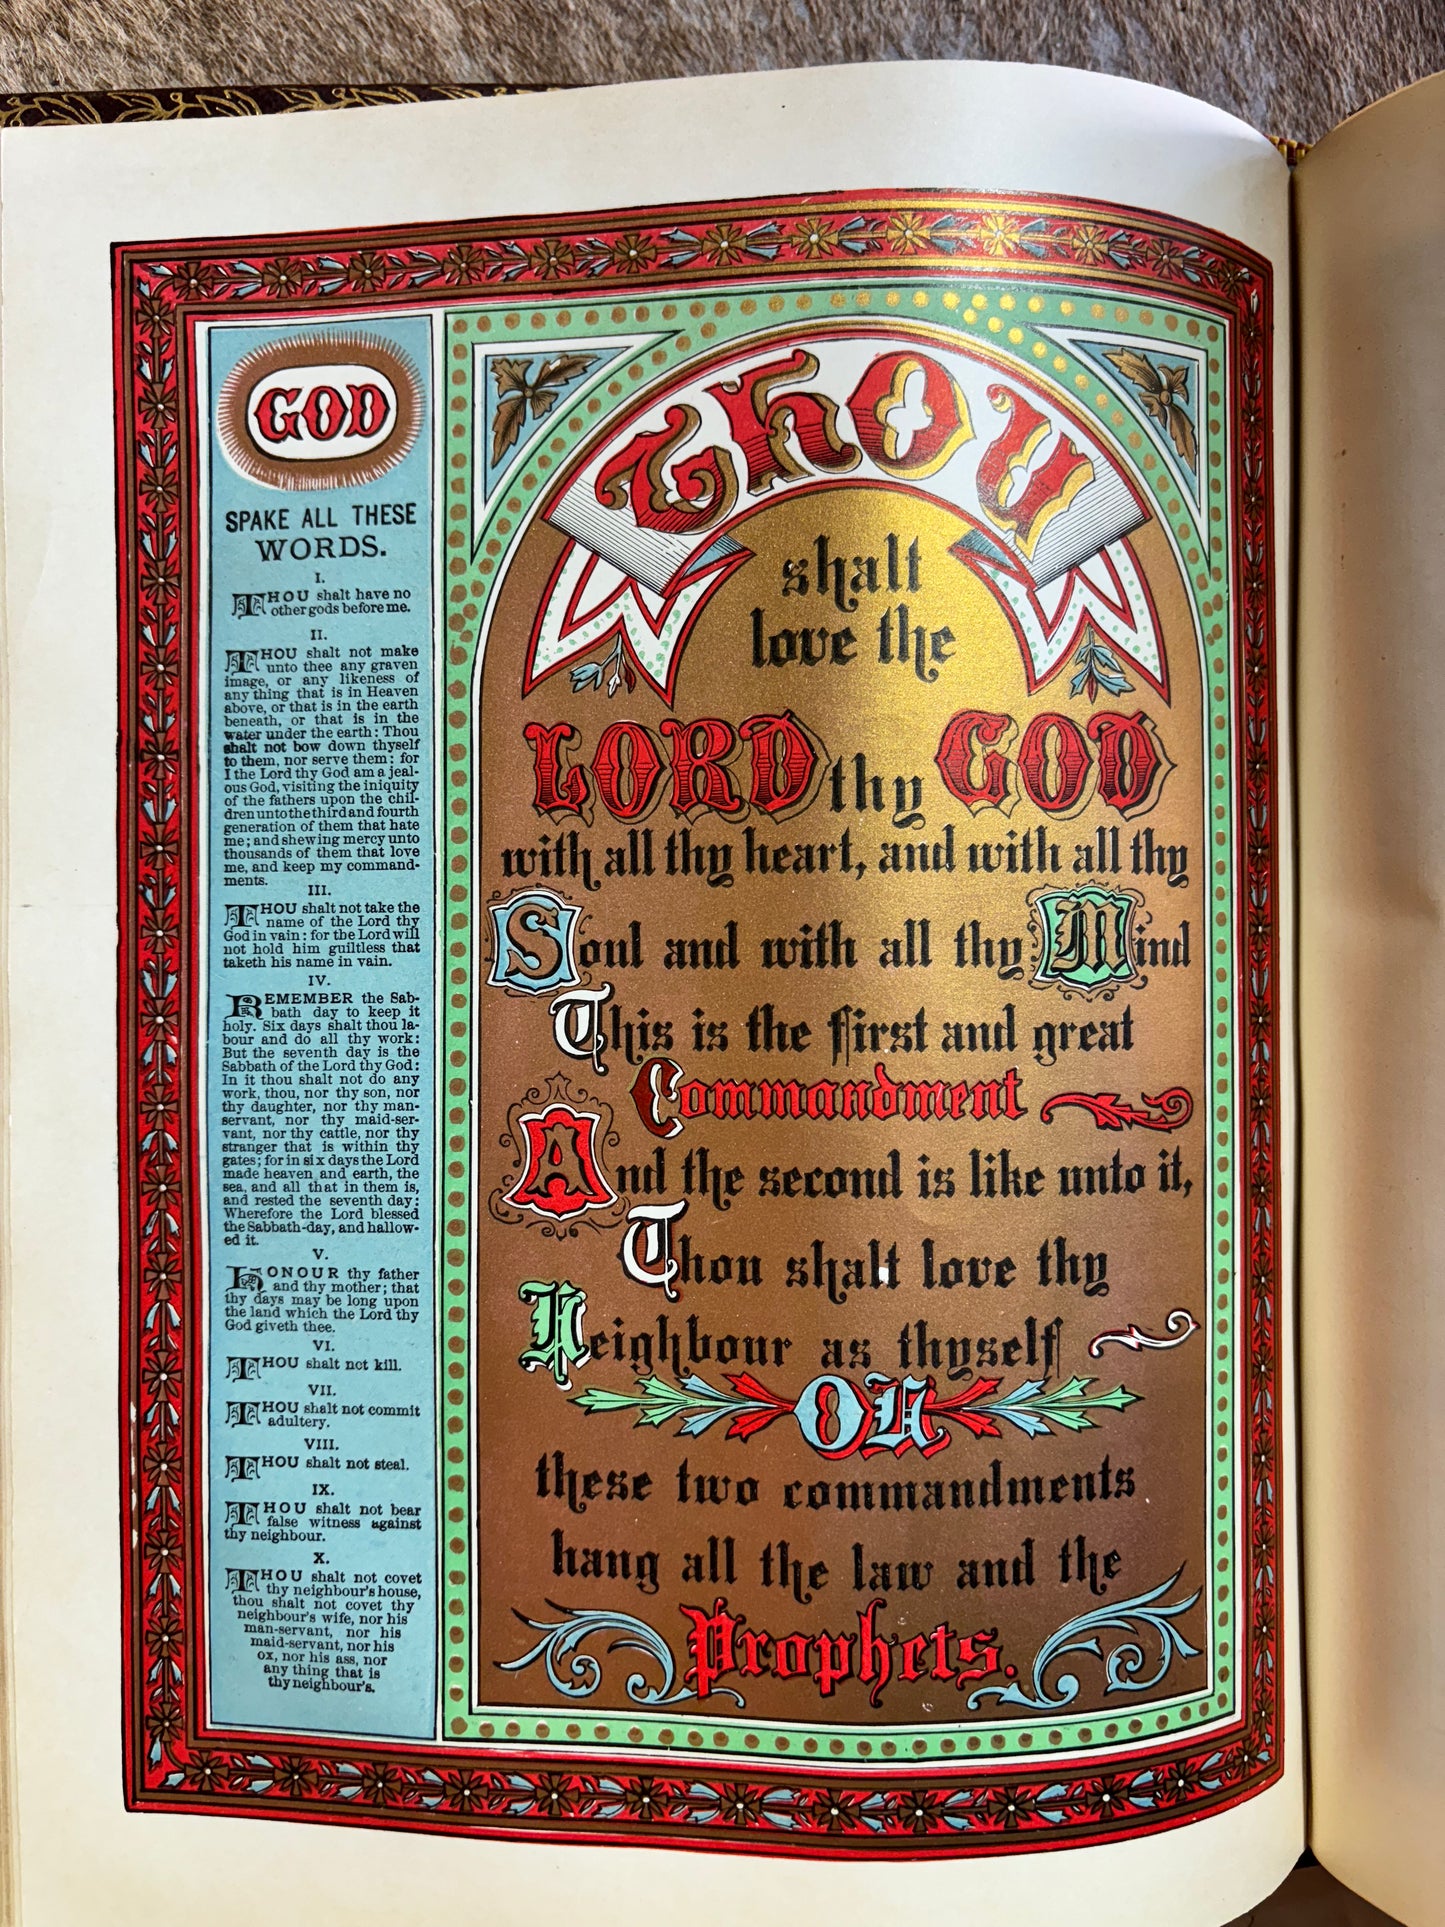 GOD
SPAKE ALL THESE
WORDS.
I.
THOU shalt have no
other gods before me.
II.
THOU shalt not make
unto thee any graven
image, or any likeness of
any thing that is in Heaven
above, or that is in the earth
beneath, or that is in the
water under the earth: Thou
shalt not bow down thyself
to them, nor serve them: for
I the Lord thy God am a jeal-
ous God, visiting the iniquity
of the fathers upon the chil-
dren unto the third and fourth
generation of them that hate
me; and shewing mercy unto
thousands of them that love
me, and keep my command-
ments.
III.
THOU shalt not take the
name of the Lord thy
God in vain: for the Lord will
not hold him guiltless that
taketh his name in vain.
IV.
REMEMBER the Sab-
bath day to keep it
holy. Six days shalt thou la-
bour and do all thy work:
But the seventh day is the
Sabbath of the Lord thy God:
In it thou shalt not do any
work, thou, nor thy son, nor
thy daughter, nor thy man-
servant, nor thy maid-ser-
vant, nor thy cattle, nor thy
stranger that is within thy
gates; for in six days the Lord
made heaven and earth, the
sea, and all that in them is,
and rested the seventh day;
Wherefore the Lord blessed
the Sabbath-day, and hallow-
ed it.
V.
HONOUR thy father
and thy mother; that
thy days may be long upon
the land which the Lord thy
God giveth thee.
VI.
THOU shalt not kill.
VII.
THOU shalt not commit
adultery.
VIII.
THOU shalt not steal.
IX.
THOU shalt not bear
false witness against
thy neighbour.
X.
THOU shalt not covet
thy neighbour's house,
thou shalt not covet thy
neighbour's wife, nor his
man-servant, nor his
maid-servant, nor his
ox, nor his ass, nor
any thing that is
thy neighbour's.
Thou
shalt
love the
LORD thy GOD
with all thy heart, and with all thy
Soul and with all thy Mind
This is the first and great
Commandment
And the second is like unto it,
Thou shalt love thy
Neighbour as thyself
ON
these two commandments
hang all the law and the
Prophets.